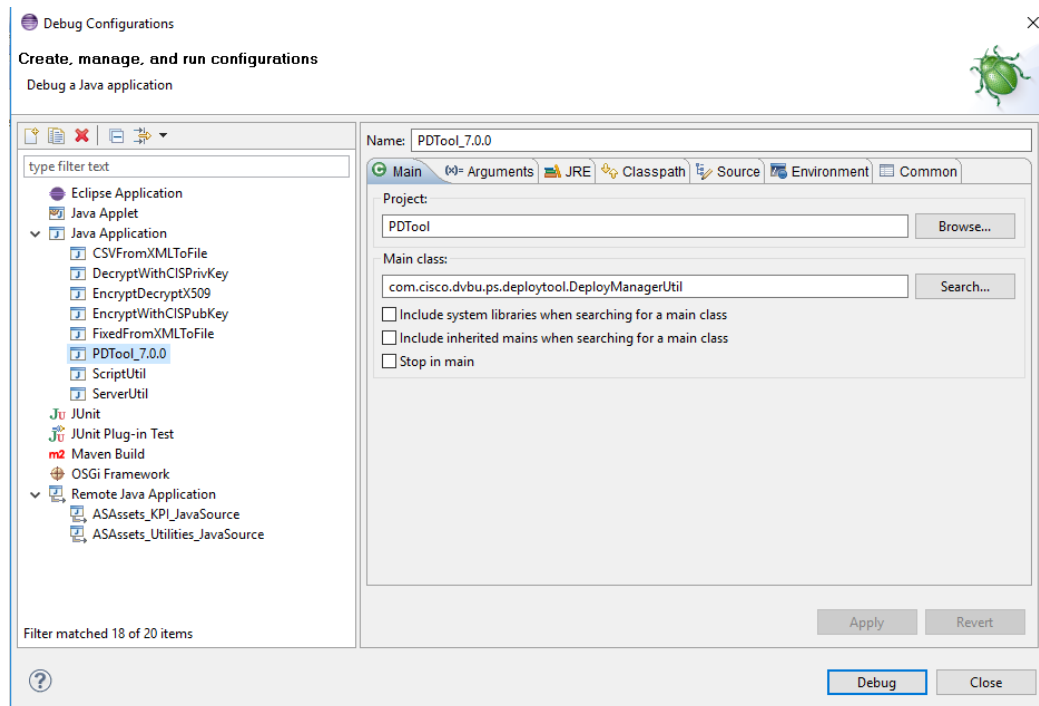 Debug Configurations
Create, manage, and run configurations
Debug a Java application
type filter text
Eclipse Application
Java Applet
Java Application
CSVFromXMLToFile
DecryptWithCISPrivKey
EncryptDecryptX509
EncryptWithCISPubKey
FixedFromXMLToFile
PDTool_7.0.0
ScriptUtil
ServerUtil
Ju JUnit
JU JUnit Plug-in Test
m2 Maven Build
OSGi Framework
Remote Java Application
ASAssets_KPI_JavaSource
ASAssets_Utilities_JavaSource
Filter matched 18 of 20 items
Name: PDTool_7.0.0
Main (x)= Arguments JRE Classpath Source Environment Common
Project:
PDTool Browse...
Main class:
com.cisco.dvbu.ps.deploytool.DeployManagerUtil Search...
Include system libraries when searching for a main class
Include inherited mains when searching for a main class
Stop in main
Apply Revert
? Debug Close